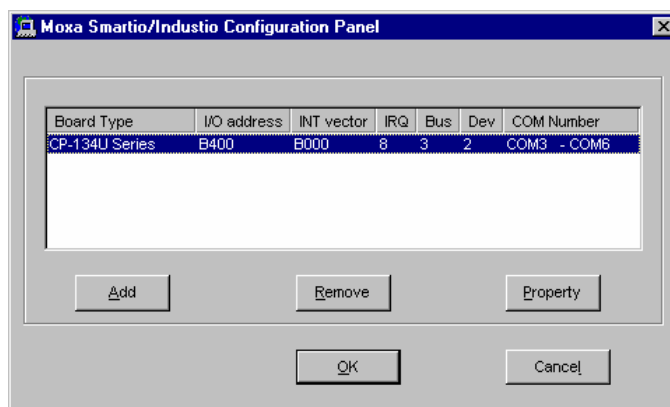 Moxa Smartio/Industio Configuration Panel
Board Type I/O address INT vector IRQ Bus Dev COM Number
CP-134U Series B400 B000 8 3 2 COM3 - COM6
Add Remove Property
OK Cancel